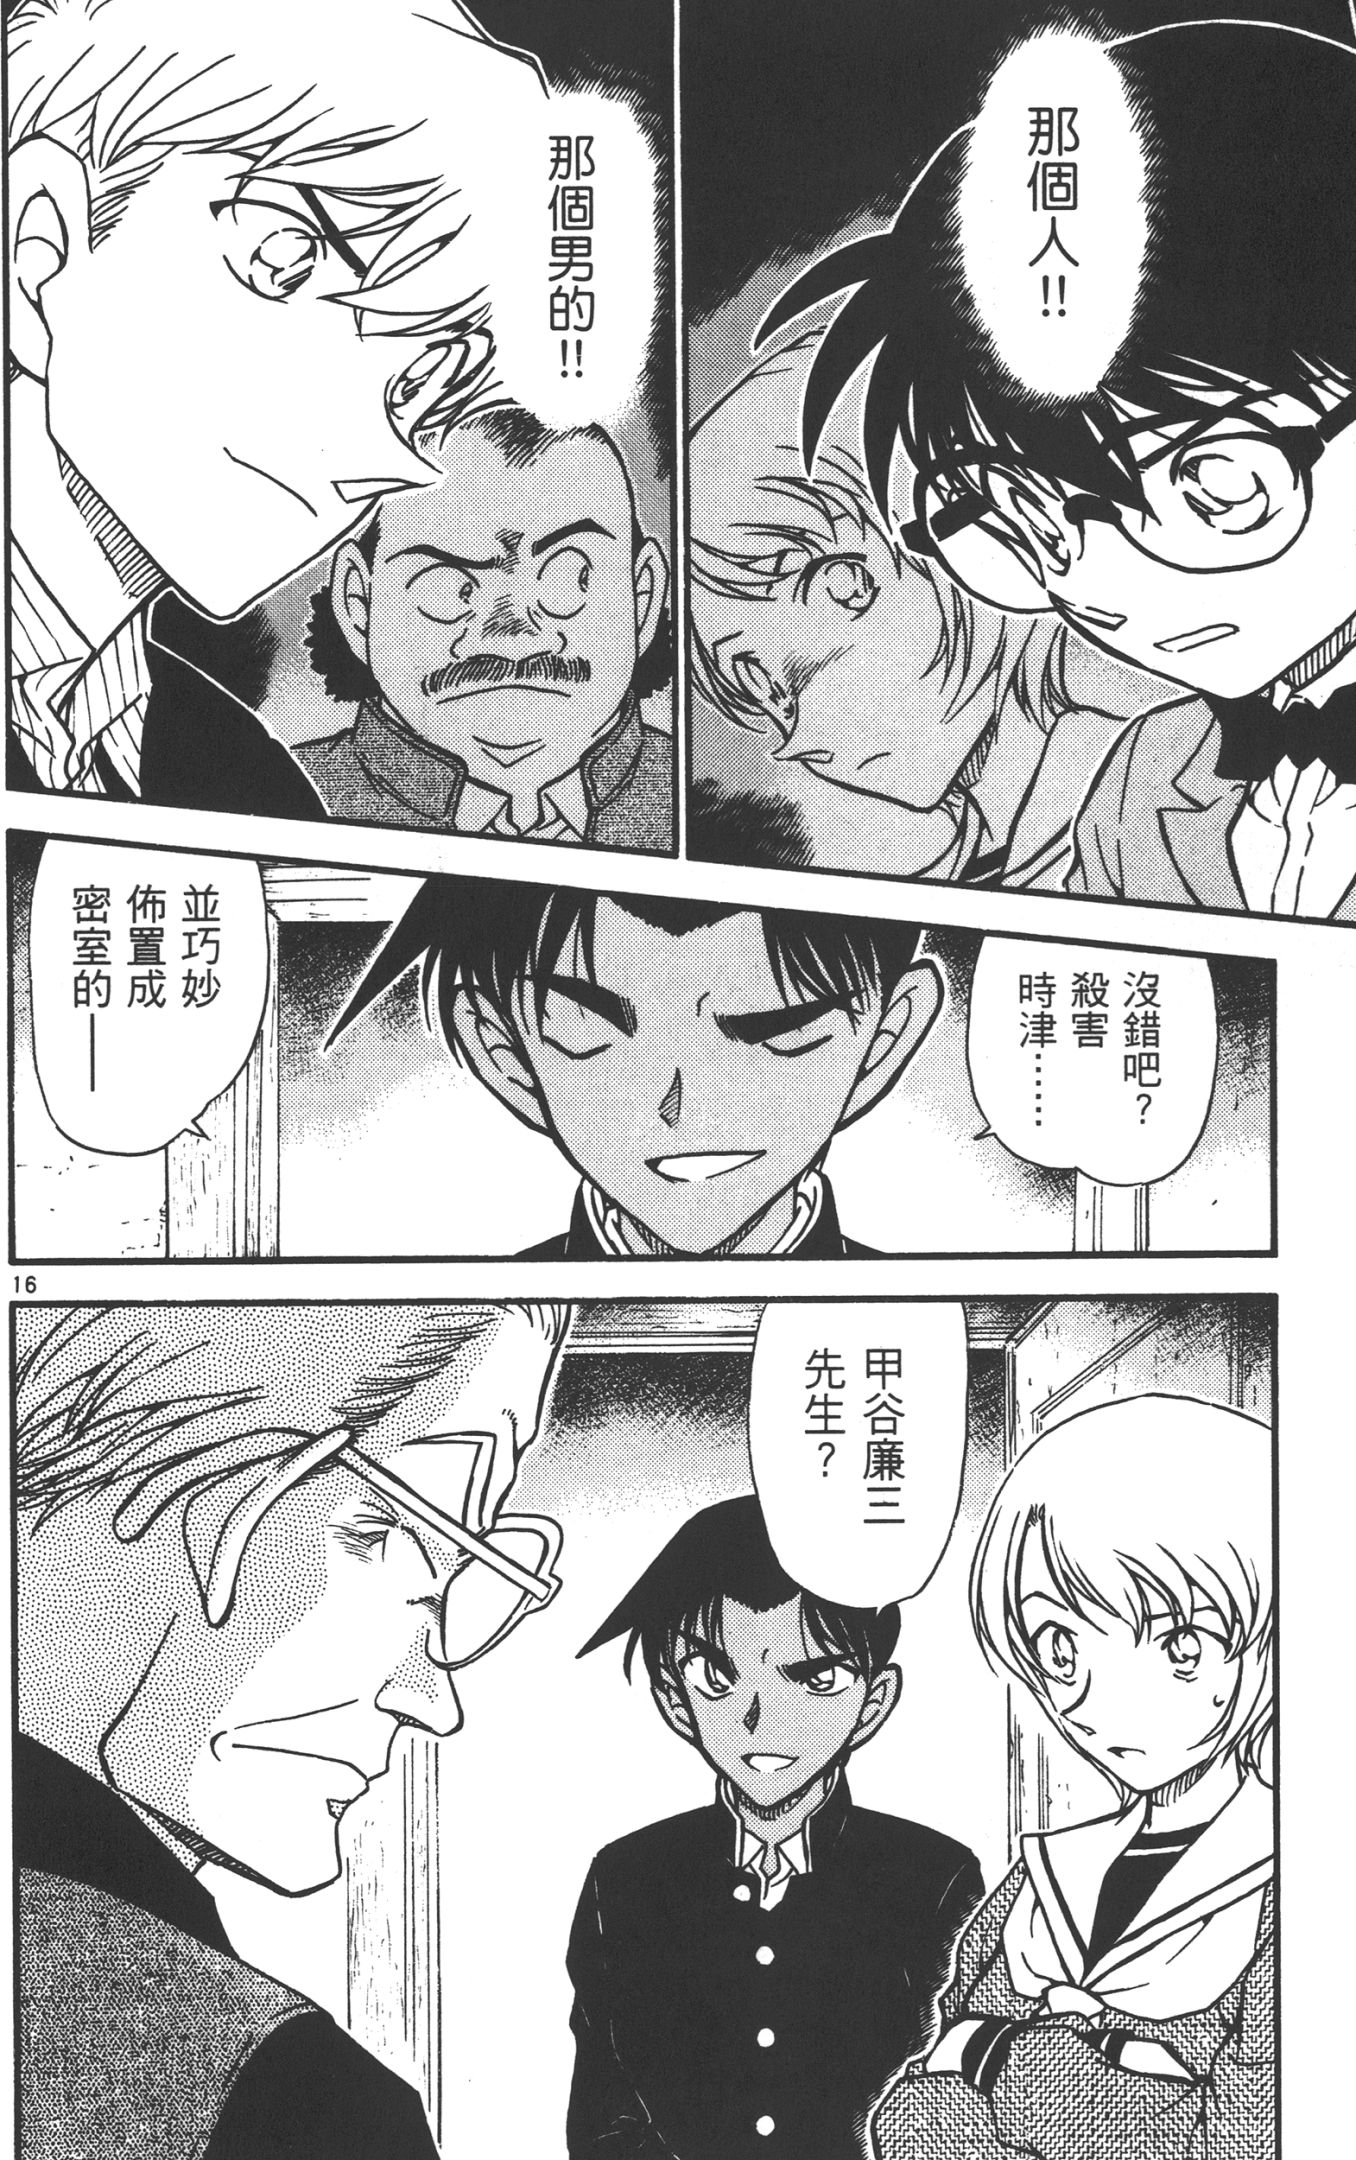 那個人!!
那個男的!!
沒錯吧?
殺害
時津……
並巧妙
佈置成
密室的——
16
甲谷廉三
先生?